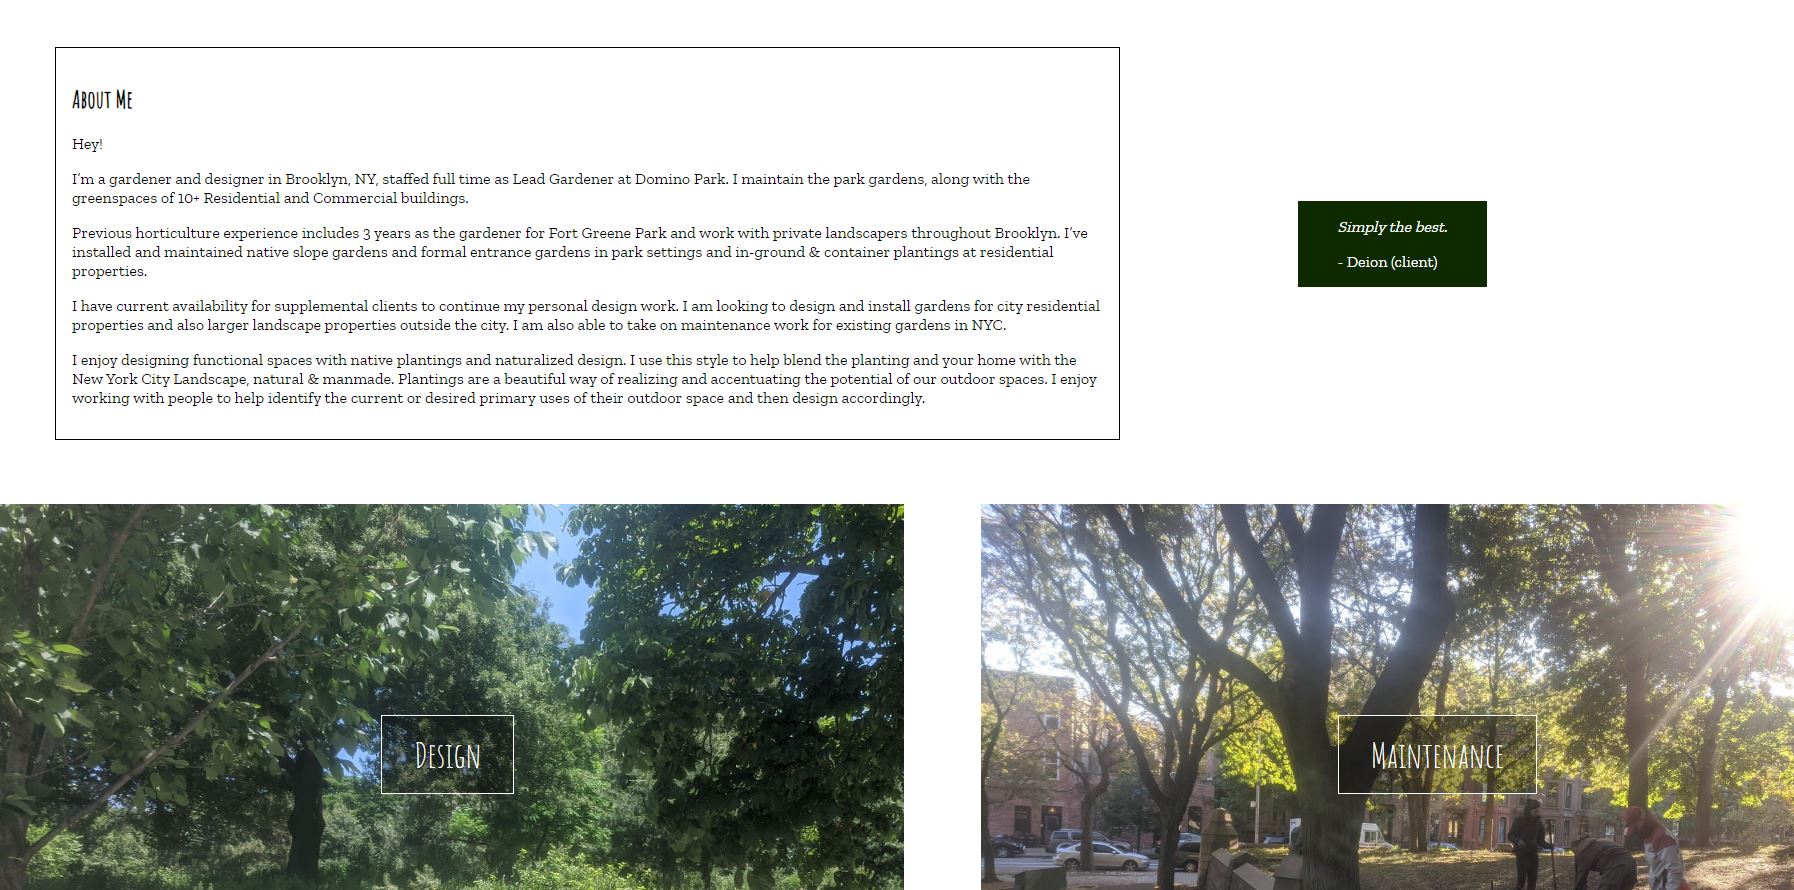 About Me
Hey!
I'm a gardener and designer in Brooklyn, NY, staffed full time as Lead Gardener at Domino Park. I maintain the park gardens, along with the
greenspaces of 10+ Residential and Commercial buildings.
Previous horticulture experience includes 3 years as the gardener for Fort Greene Park and work with private landscapers throughout Brooklyn. I've
installed and maintained native slope gardens and formal entrance gardens in park settings and in-ground & container plantings at residential
properties.
I have current availability for supplemental clients to continue my personal design work. I am looking to design and install gardens for city residential
properties and also larger landscape properties outside the city. I am also able to take on maintenance work for existing gardens in NYC.
I enjoy designing functional spaces with native plantings and naturalized design. I use this style to help blend the planting and your home with the
New York City Landscape, natural & manmade. Plantings are a beautiful way of realizing and accentuating the potential of our outdoor spaces. I enjoy
working with people to help identify the current or desired primary uses of their outdoor space and then design accordingly.
Simply the best.
- Deion (client)
Design
Maintenance